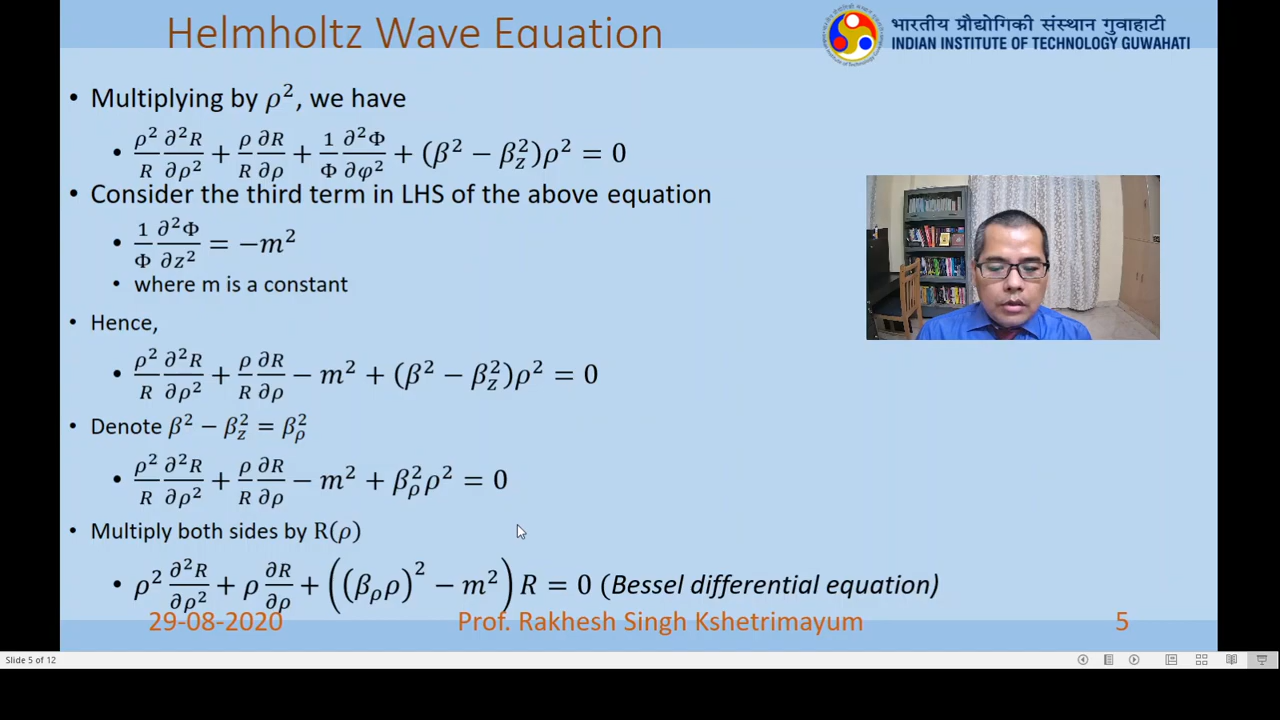 Helmholtz Wave Equation
भारतीय प्रौद्योगिकी संस्थान गुवाहाटी
INDIAN INSTITUTE OF TECHNOLOGY GUWAHATI
• Multiplying by ρ², we have
• ρ²/R ∂²R/∂ρ² + ρ/R ∂R/∂ρ + 1/Φ ∂²Φ/∂φ² + (β² − β_z²)ρ² = 0
• Consider the third term in LHS of the above equation
• 1/Φ ∂²Φ/∂z² = −m²
• where m is a constant
• Hence,
• ρ²/R ∂²R/∂ρ² + ρ/R ∂R/∂ρ − m² + (β² − β_z²)ρ² = 0
• Denote β² − β_z² = β_ρ²
• ρ²/R ∂²R/∂ρ² + ρ/R ∂R/∂ρ − m² + β_ρ²ρ² = 0
• Multiply both sides by R(ρ)
• ρ² ∂²R/∂ρ² + ρ ∂R/∂ρ + ((β_ρρ)² − m²) R = 0 (Bessel differential equation)
29-08-2020
Prof. Rakhesh Singh Kshetrimayum
5
Slide 5 of 12